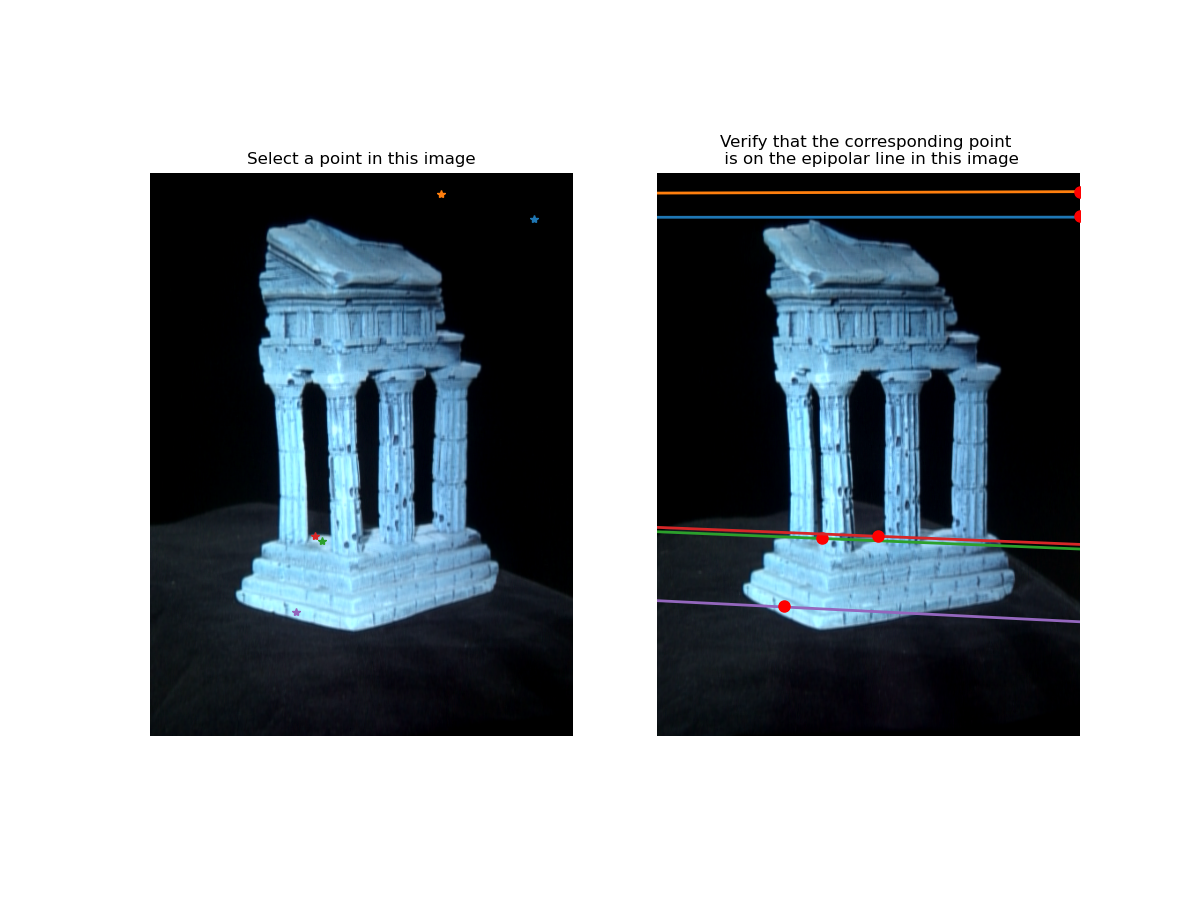 Select a point in this image
Verify that the corresponding point
is on the epipolar line in this image